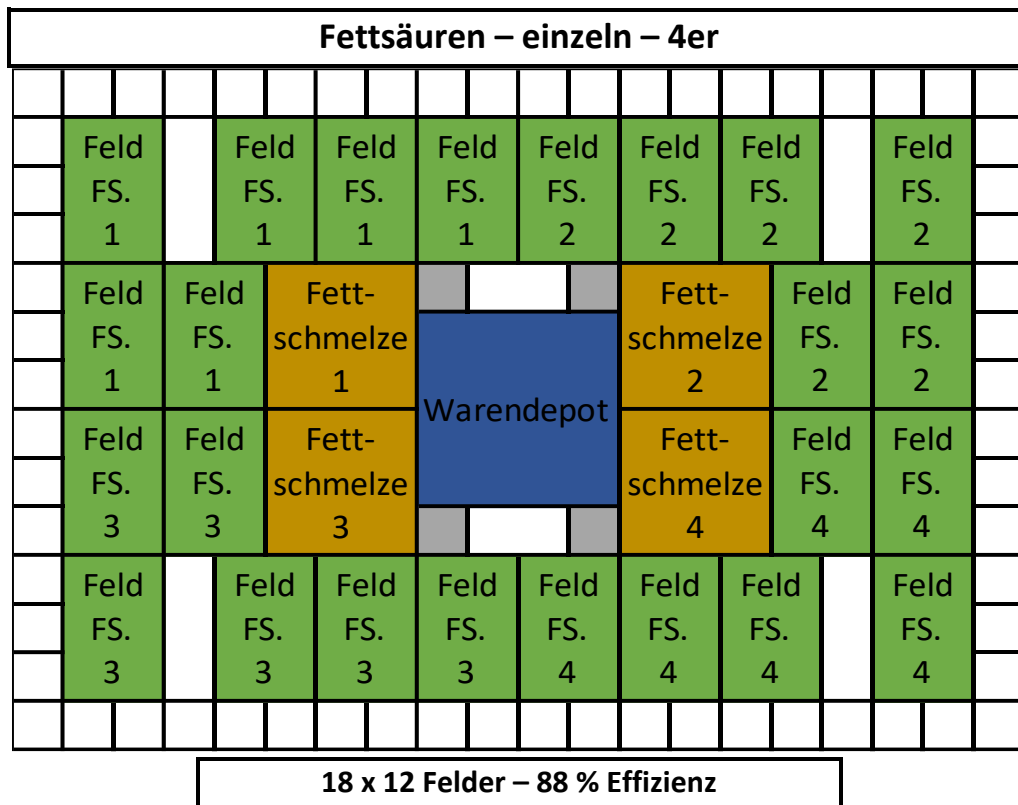 Fettsäuren – einzeln – 4er
Feld
FS.
1
Feld
FS.
1
Feld
FS.
1
Feld
FS.
1
Feld
FS.
2
Feld
FS.
2
Feld
FS.
2
Feld
FS.
2
Feld
FS.
1
Feld
FS.
1
Fett-
schmelze
1
Fett-
schmelze
2
Feld
FS.
2
Feld
FS.
2
Warendepot
Feld
FS.
3
Feld
FS.
3
Fett-
schmelze
3
Fett-
schmelze
4
Feld
FS.
4
Feld
FS.
4
Feld
FS.
3
Feld
FS.
3
Feld
FS.
3
Feld
FS.
3
Feld
FS.
4
Feld
FS.
4
Feld
FS.
4
Feld
FS.
4
18 x 12 Felder – 88 % Effizienz